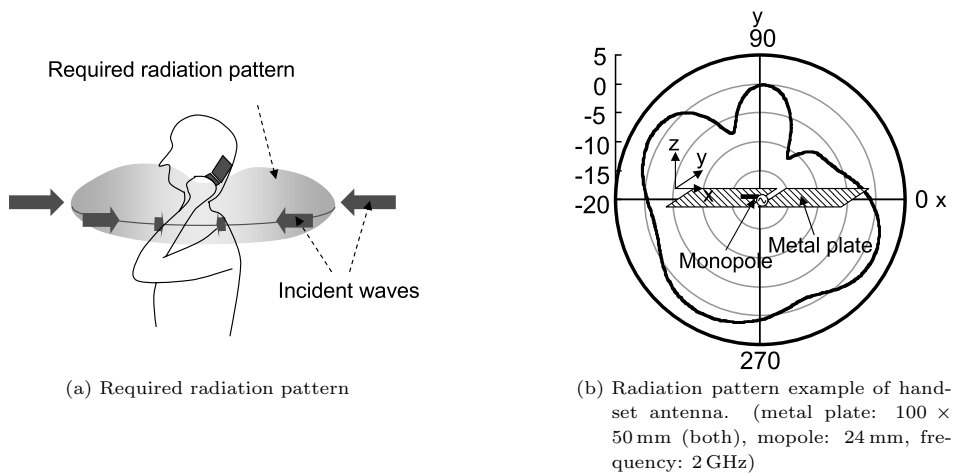 Required radiation pattern
Incident waves
(a) Required radiation pattern
y
90
5
0
-5
-10
-15
-20
z
y
x
0 x
Monopole
Metal plate
270
(b) Radiation pattern example of hand-
set antenna. (metal plate: 100 ×
50 mm (both), mopole: 24 mm, fre-
quency: 2 GHz)